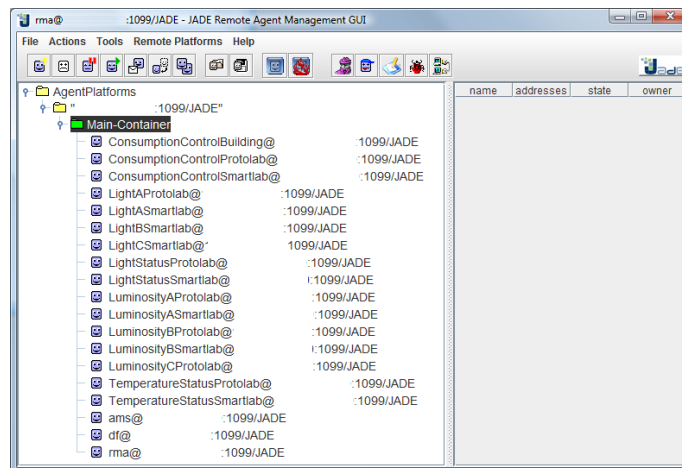 rma@ :1099/JADE - JADE Remote Agent Management GUI
File Actions Tools Remote Platforms Help
Jade
AgentPlatforms
" :1099/JADE"
Main-Container
ConsumptionControlBuilding@ :1099/JADE
ConsumptionControlProtolab@ :1099/JADE
ConsumptionControlSmartlab@ :1099/JADE
LightAProtolab@ :1099/JADE
LightASmartlab@ :1099/JADE
LightBSmartlab@ :1099/JADE
LightCSmartlab@ 1099/JADE
LightStatusProtolab@ :1099/JADE
LightStatusSmartlab@ :1099/JADE
LuminosityAProtolab@ :1099/JADE
LuminosityASmartlab@ :1099/JADE
LuminosityBProtolab@ :1099/JADE
LuminosityBSmartlab@ :1099/JADE
LuminosityCProtolab@ :1099/JADE
TemperatureStatusProtolab@ :1099/JADE
TemperatureStatusSmartlab@ :1099/JADE
ams@ :1099/JADE
df@ :1099/JADE
rma@ :1099/JADE
name addresses state owner